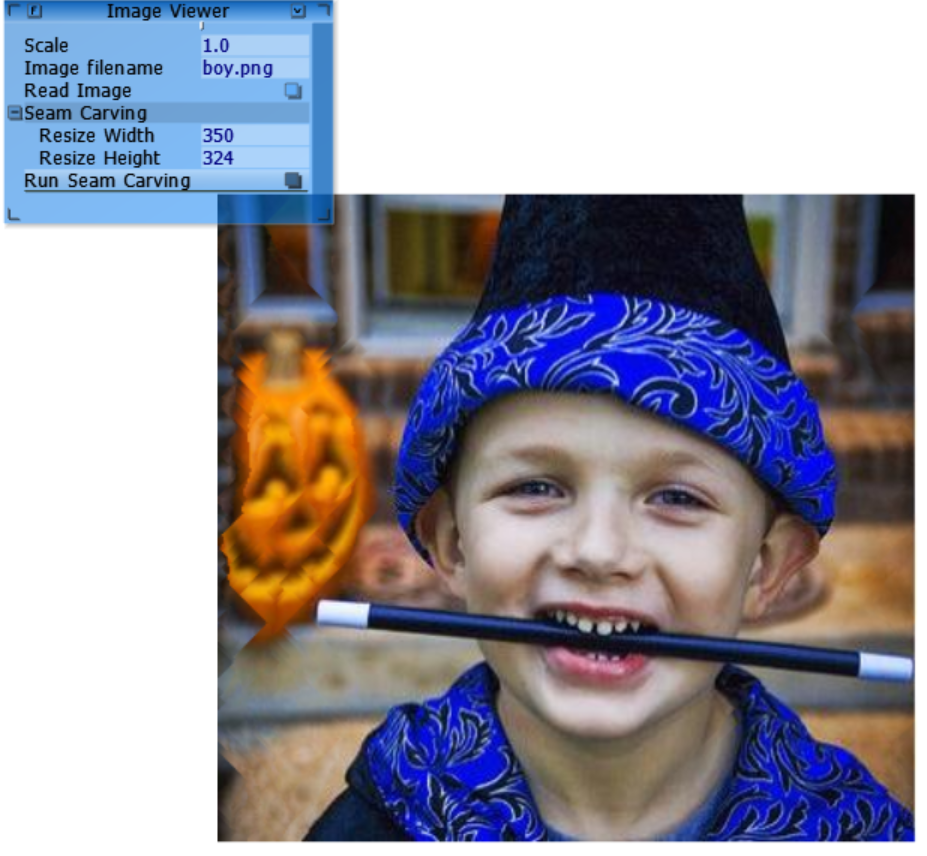 Image Viewer
Scale 1.0
Image filename boy.png
Read Image
Seam Carving
Resize Width 350
Resize Height 324
Run Seam Carving